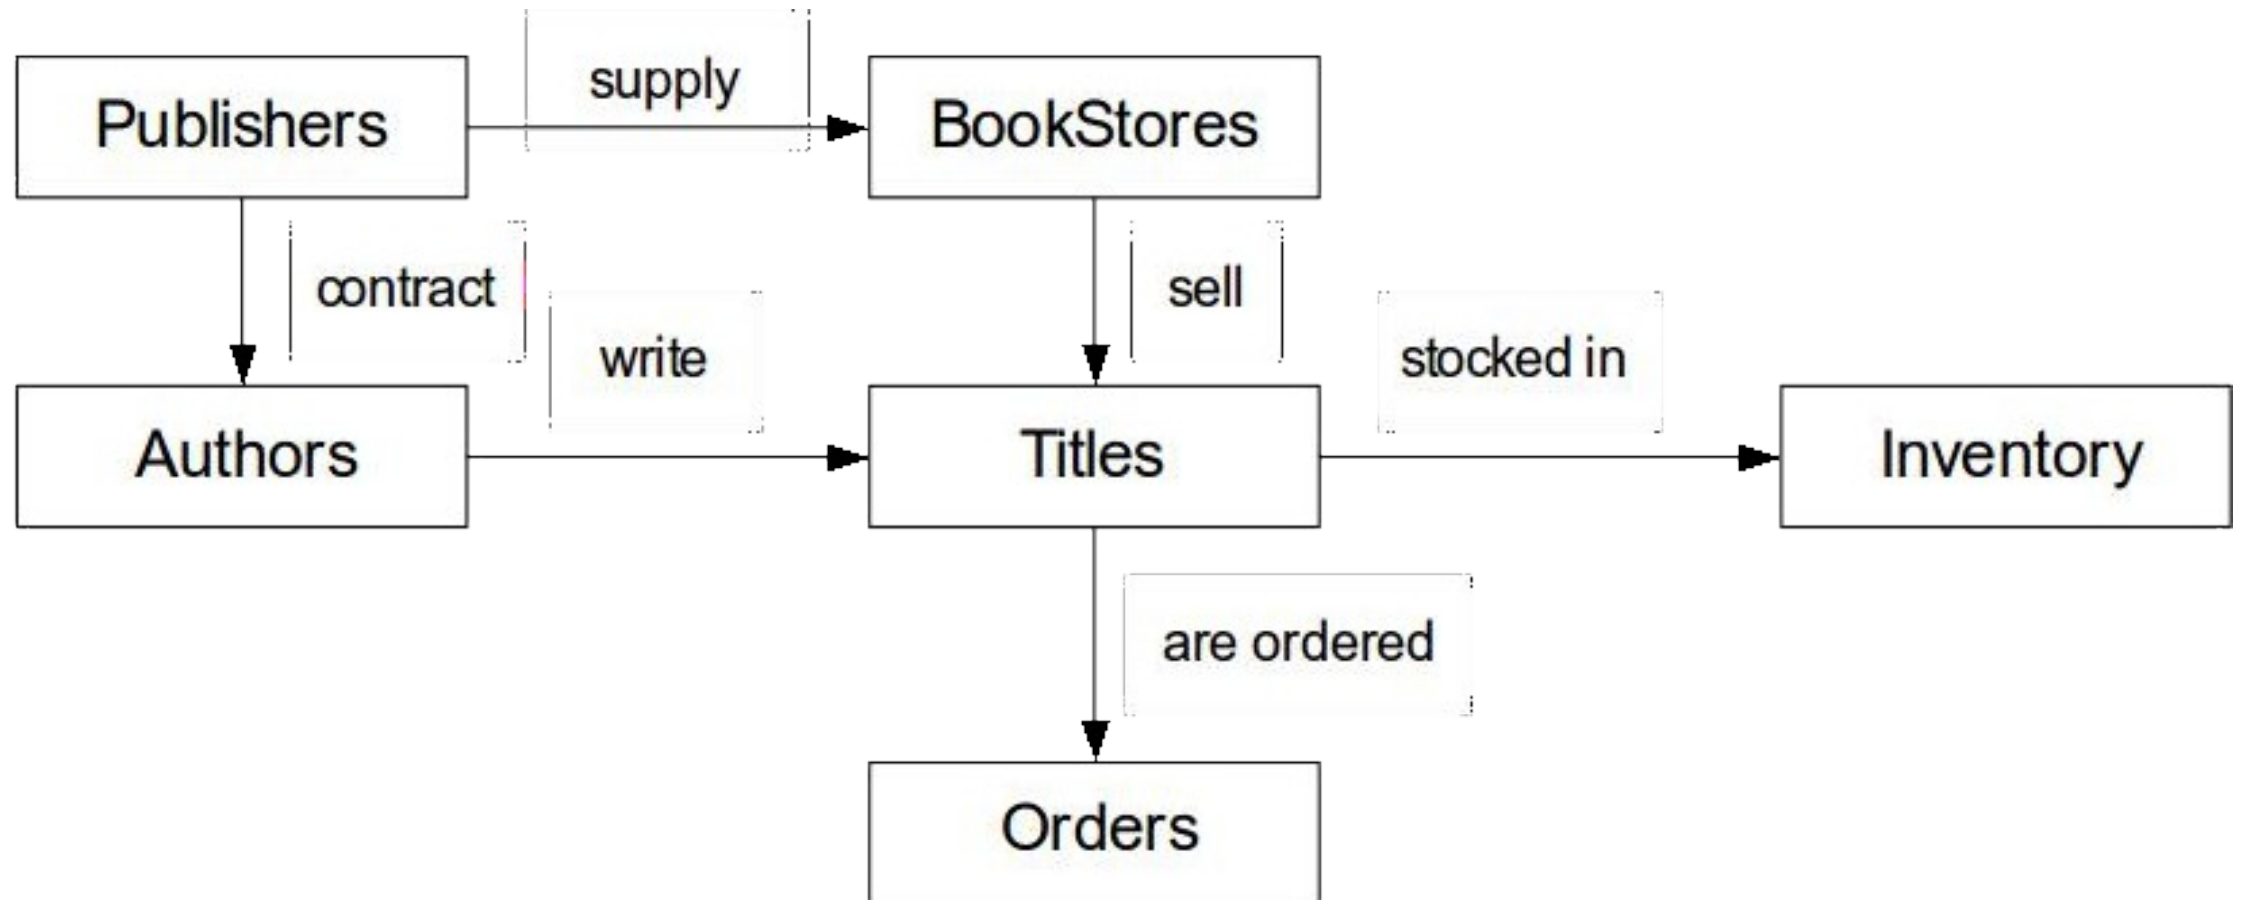 supply
Publishers
BookStores
contract
sell
write
stocked in
Authors
Titles
Inventory
are ordered
Orders